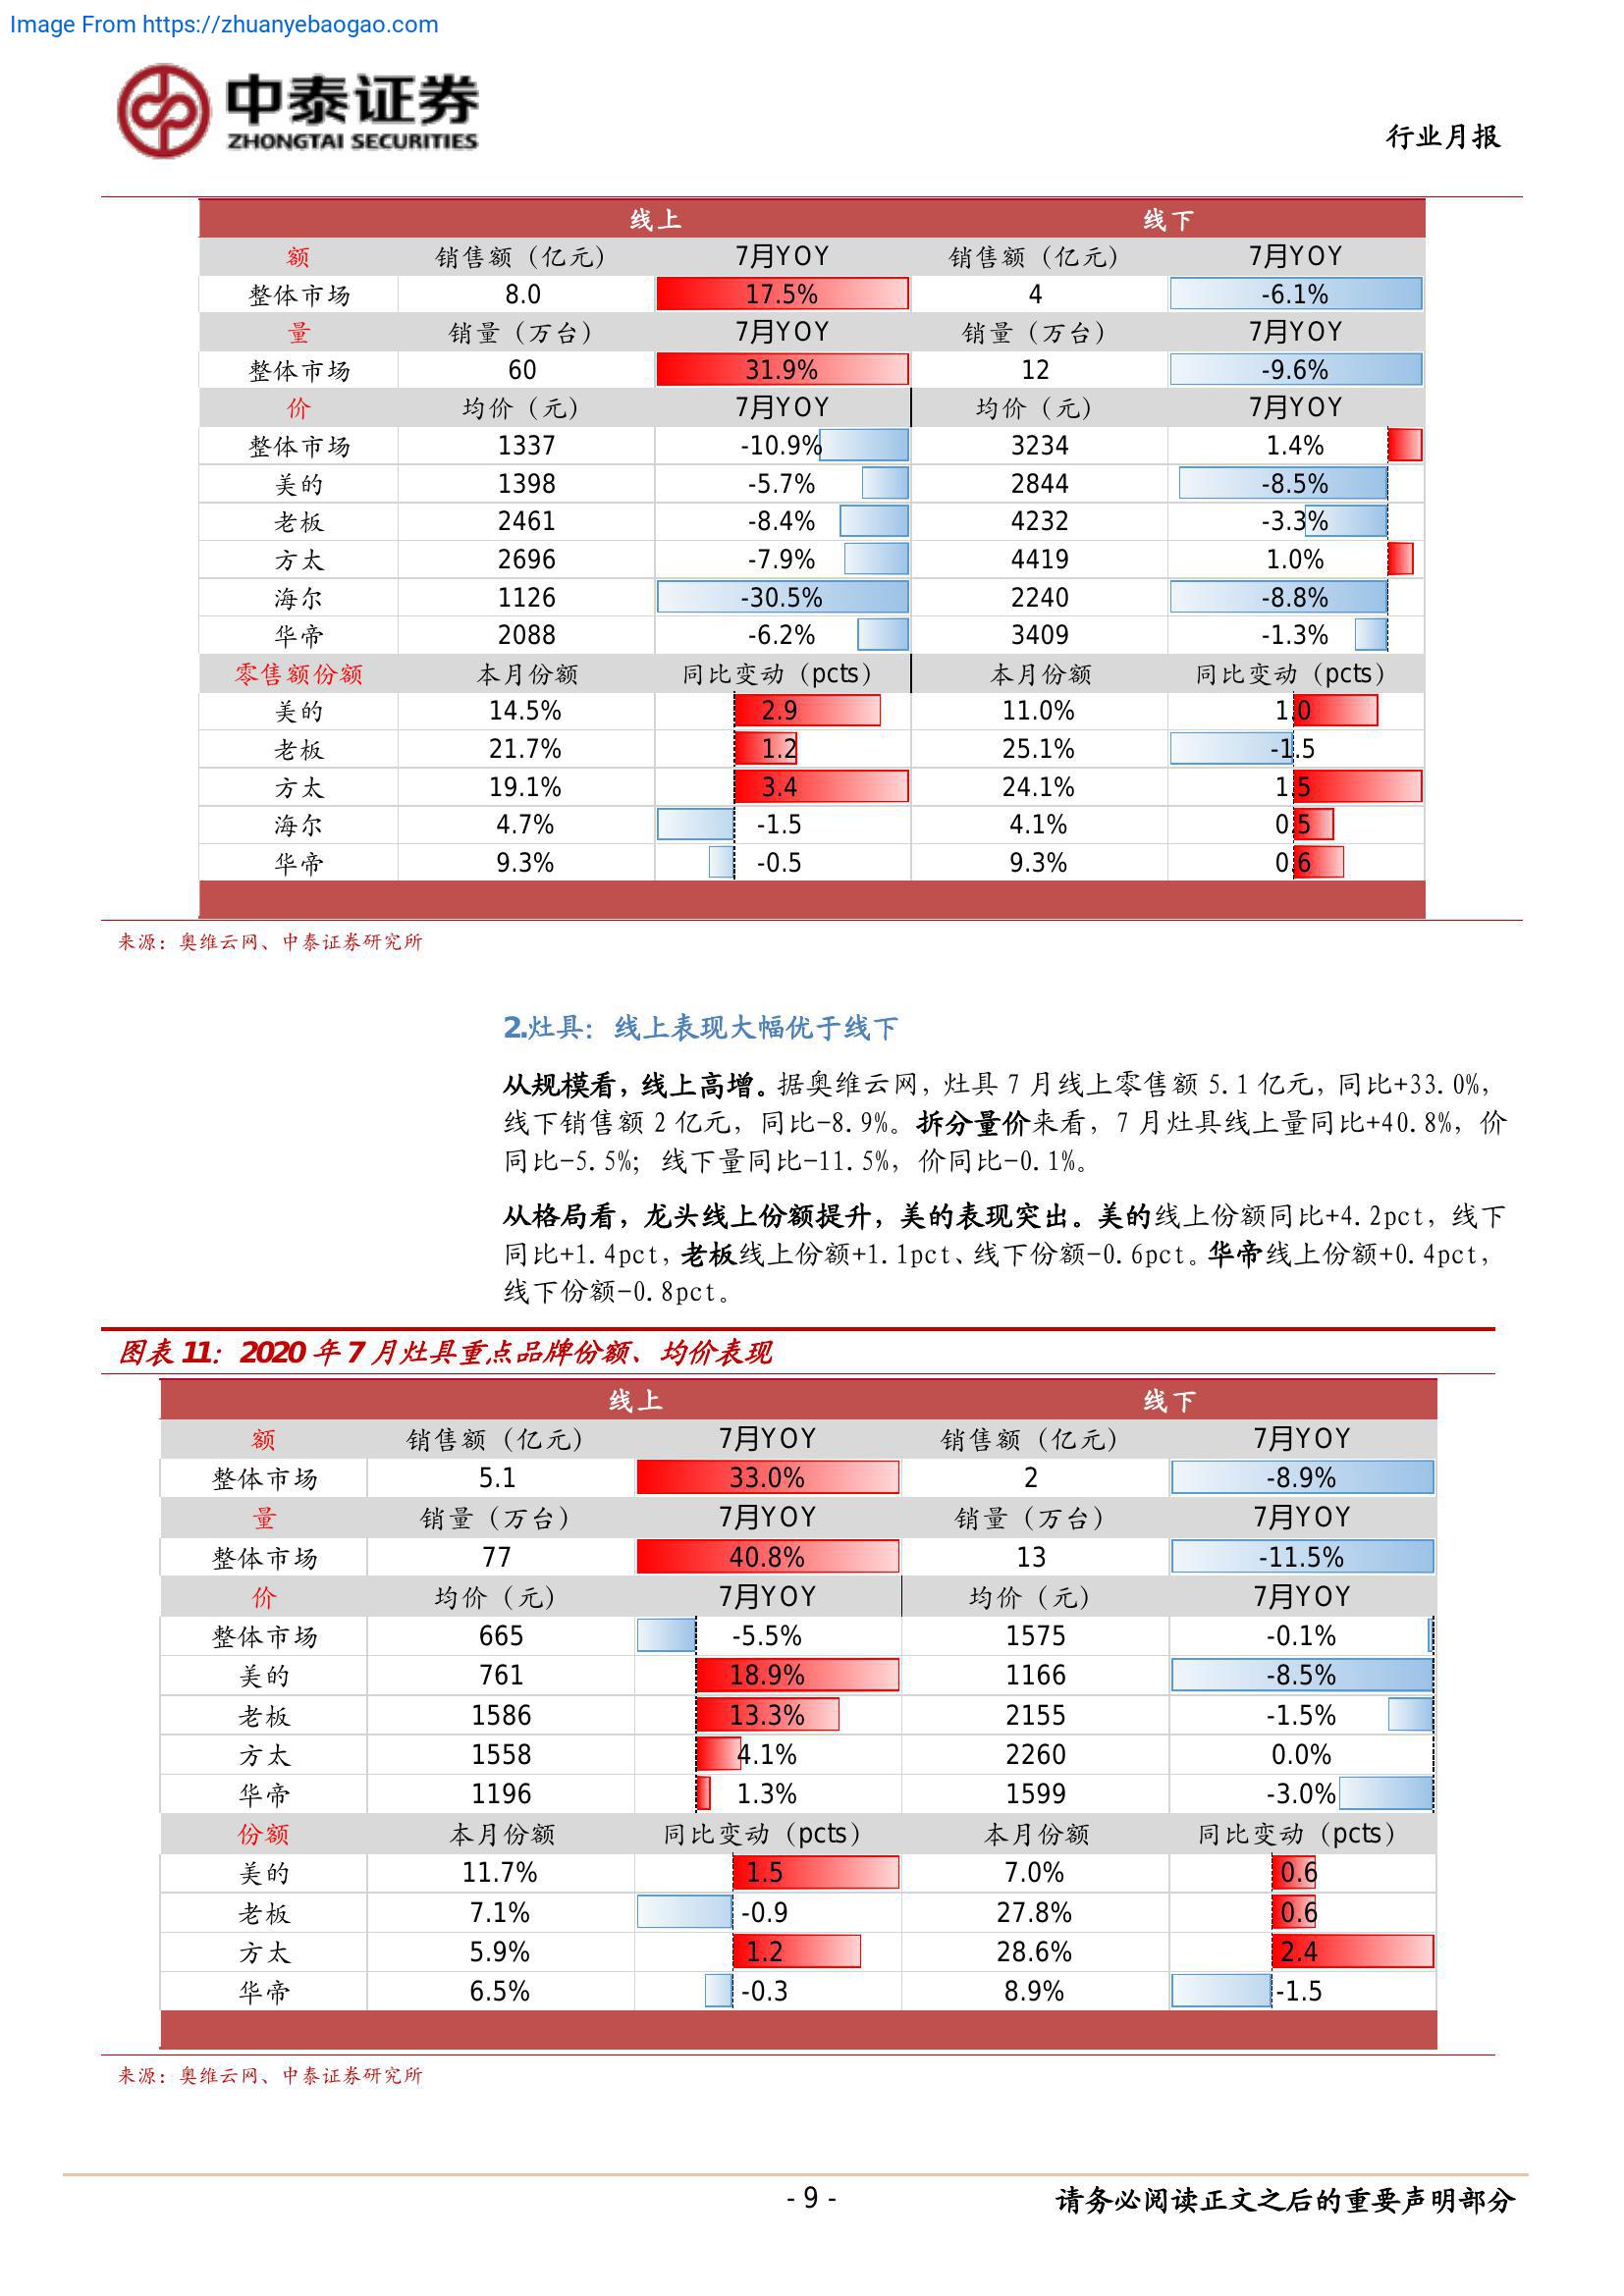 Image From https://zhuanyebaogao.com
中泰证券
ZHONGTAI SECURITIES
行业月报
线上 线下
额 销售额（亿元） 7月YOY 销售额（亿元） 7月YOY
整体市场 8.0 17.5% 4 -6.1%
量 销量（万台） 7月YOY 销量（万台） 7月YOY
整体市场 60 31.9% 12 -9.6%
价 均价（元） 7月YOY 均价（元） 7月YOY
整体市场 1337 -10.9% 3234 1.4%
美的 1398 -5.7% 2844 -8.5%
老板 2461 -8.4% 4232 -3.3%
方太 2696 -7.9% 4419 1.0%
海尔 1126 -30.5% 2240 -8.8%
华帝 2088 -6.2% 3409 -1.3%
零售额份额 本月份额 同比变动（pcts） 本月份额 同比变动（pcts）
美的 14.5% 2.9 11.0% 1.0
老板 21.7% 1.2 25.1% -1.5
方太 19.1% 3.4 24.1% 1.5
海尔 4.7% -1.5 4.1% 0.5
华帝 9.3% -0.5 9.3% 0.6
来源：奥维云网、中泰证券研究所
2.灶具：线上表现大幅优于线下
从规模看，线上高增。据奥维云网，灶具 7 月线上零售额 5.1 亿元，同比+33.0%，
线下销售额 2 亿元，同比-8.9%。拆分量价来看，7 月灶具线上量同比+40.8%，价
同比-5.5%；线下量同比-11.5%，价同比-0.1%。
从格局看，龙头线上份额提升，美的表现突出。美的线上份额同比+4.2pct，线下
同比+1.4pct，老板线上份额+1.1pct、线下份额-0.6pct。华帝线上份额+0.4pct，
线下份额-0.8pct。
图表 11：2020 年 7 月灶具重点品牌份额、均价表现
线上 线下
额 销售额（亿元） 7月YOY 销售额（亿元） 7月YOY
整体市场 5.1 33.0% 2 -8.9%
量 销量（万台） 7月YOY 销量（万台） 7月YOY
整体市场 77 40.8% 13 -11.5%
价 均价（元） 7月YOY 均价（元） 7月YOY
整体市场 665 -5.5% 1575 -0.1%
美的 761 18.9% 1166 -8.5%
老板 1586 13.3% 2155 -1.5%
方太 1558 4.1% 2260 0.0%
华帝 1196 1.3% 1599 -3.0%
份额 本月份额 同比变动（pcts） 本月份额 同比变动（pcts）
美的 11.7% 1.5 7.0% 0.6
老板 7.1% -0.9 27.8% 0.6
方太 5.9% 1.2 28.6% 2.4
华帝 6.5% -0.3 8.9% -1.5
来源：奥维云网、中泰证券研究所
- 9 -
请务必阅读正文之后的重要声明部分